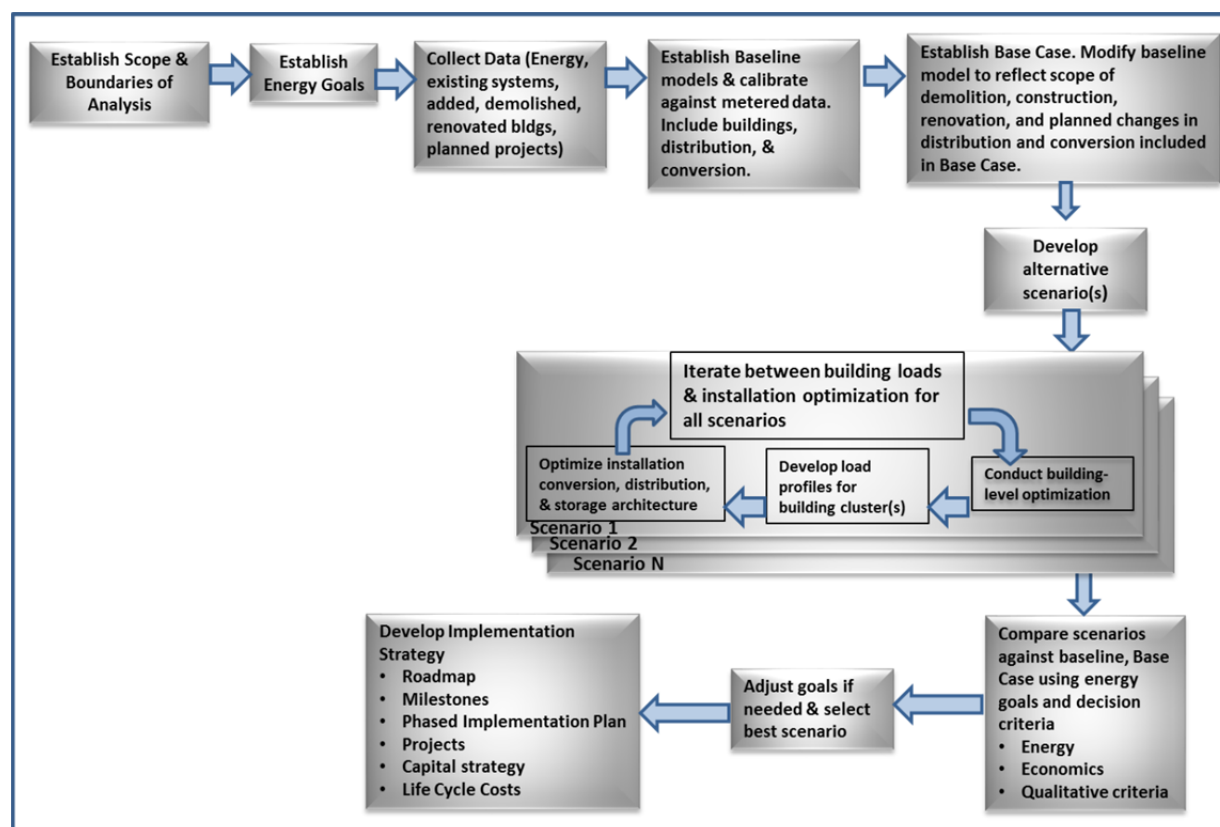 Establish Scope &
Boundaries of
Analysis
Establish
Energy Goals
Collect Data (Energy,
existing systems,
added, demolished,
renovated bldgs,
planned projects)
Establish Baseline
models & calibrate
against metered data.
Include buildings,
distribution, &
conversion.
Establish Base Case. Modify baseline
model to reflect scope of
demolition, construction,
renovation, and planned changes in
distribution and conversion included
in Base Case.
Develop
alternative
scenario(s)
Iterate between building loads
& installation optimization for
all scenarios
Conduct building-
level optimization
Develop load
profiles for
building cluster(s)
Optimize installation
conversion, distribution,
& storage architecture
Scenario 1
Scenario 2
Scenario N
Compare scenarios
against baseline, Base
Case using energy
goals and decision
criteria
• Energy
• Economics
• Qualitative criteria
Adjust goals if
needed & select
best scenario
Develop Implementation
Strategy
• Roadmap
• Milestones
• Phased Implementation Plan
• Projects
• Capital strategy
• Life Cycle Costs